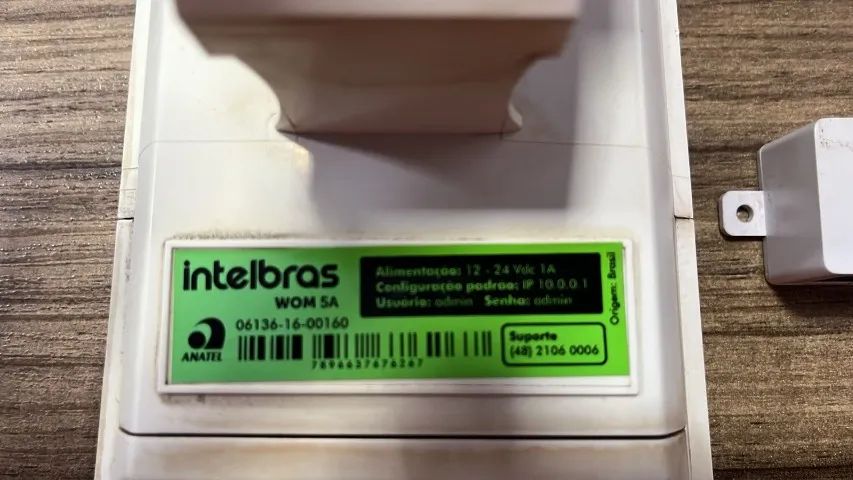 intelbras
WOM 5A
Alimentação: 12 - 24 Vdc 1A
Configuração padrão: IP 10.0.0.1
Usuário: admin Senha: admin
Origem: Brasil
ANATEL
06136-16-00160
7896637676267
Suporte
(48) 2106 0006